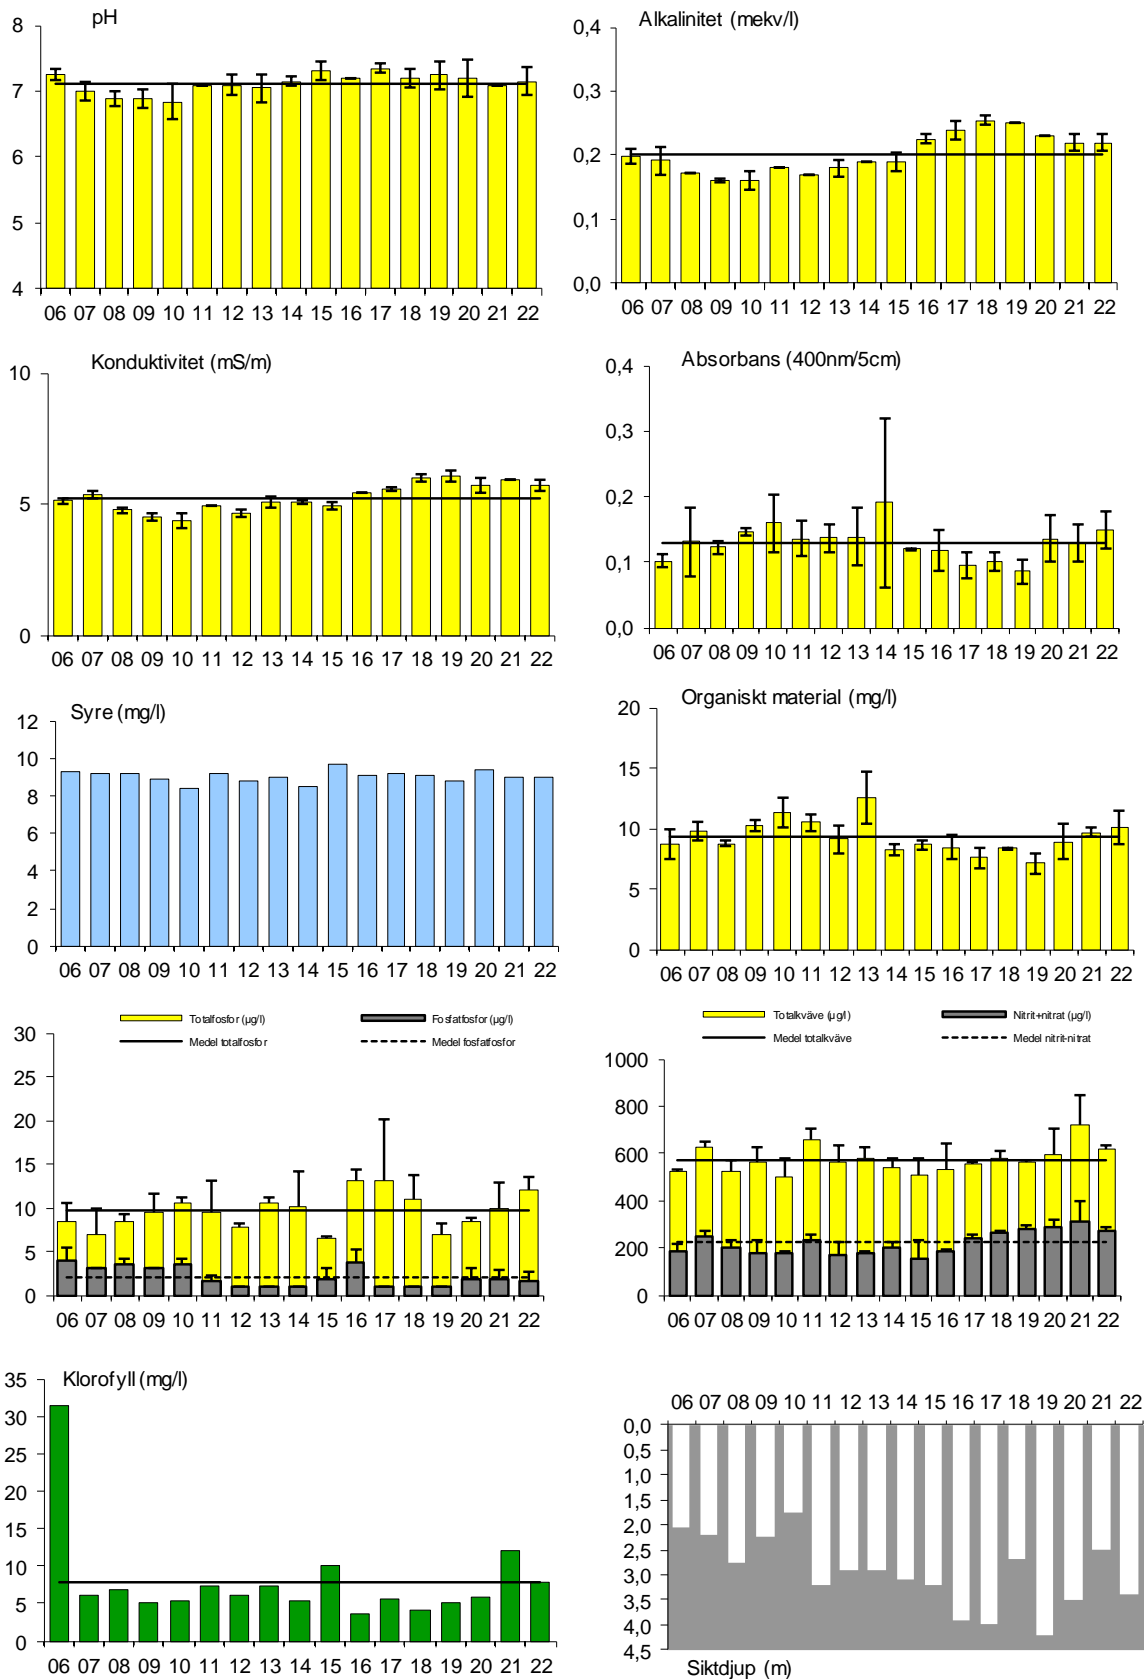 pH
8
7
6
5
4
06 07 08 09 10 11 12 13 14 15 16 17 18 19 20 21 22
Alkalinitet (mekv/l)
0,4
0,3
0,2
0,1
0,0
06 07 08 09 10 11 12 13 14 15 16 17 18 19 20 21 22
Konduktivitet (mS/m)
10
5
0
06 07 08 09 10 11 12 13 14 15 16 17 18 19 20 21 22
Absorbans (400nm/5cm)
0,4
0,3
0,2
0,1
0,0
06 07 08 09 10 11 12 13 14 15 16 17 18 19 20 21 22
Syre (mg/l)
12
10
8
6
4
2
0
06 07 08 09 10 11 12 13 14 15 16 17 18 19 20 21 22
Organiskt material (mg/l)
20
15
10
5
0
06 07 08 09 10 11 12 13 14 15 16 17 18 19 20 21 22
Totalfosfor (µg/l) Fosfatfosfor (µg/l)
Medel totalfosfor Medel fosfatfosfor
30
25
20
15
10
5
0
06 07 08 09 10 11 12 13 14 15 16 17 18 19 20 21 22
Totalkväve (µg/l) Nitrit+nitrat (µg/l)
Medel totalkväve Medel nitrit-nitrat
1000
800
600
400
200
0
06 07 08 09 10 11 12 13 14 15 16 17 18 19 20 21 22
Klorofyll (mg/l)
35
30
25
20
15
10
5
0
06 07 08 09 10 11 12 13 14 15 16 17 18 19 20 21 22
06 07 08 09 10 11 12 13 14 15 16 17 18 19 20 21 22
0,0
0,5
1,0
1,5
2,0
2,5
3,0
3,5
4,0
4,5
Siktdjup (m)